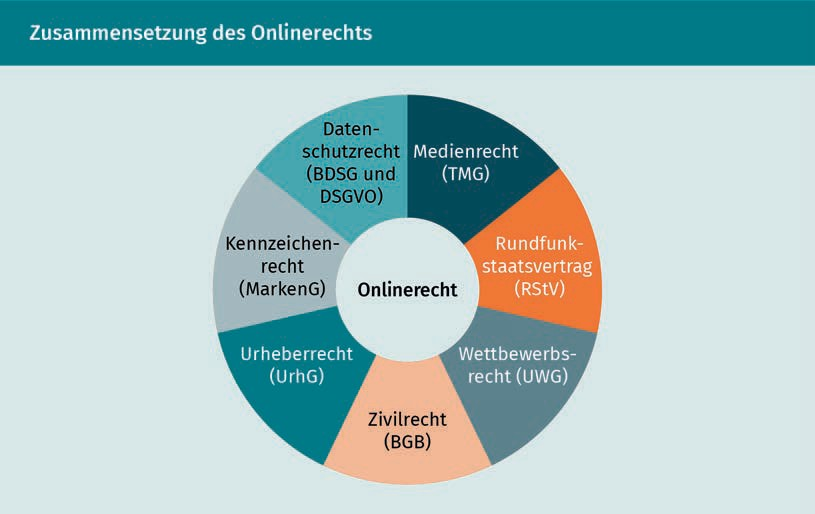 Zusammensetzung des Onlinerechts
Daten-
schutzrecht
(BDSG und
DSGVO)
Medienrecht
(TMG)
Rundfunk-
staatsvertrag
(RStV)
Wettbewerbs-
recht (UWG)
Zivilrecht
(BGB)
Urheberrecht
(UrhG)
Kennzeichen-
recht
(MarkenG)
Onlinerecht